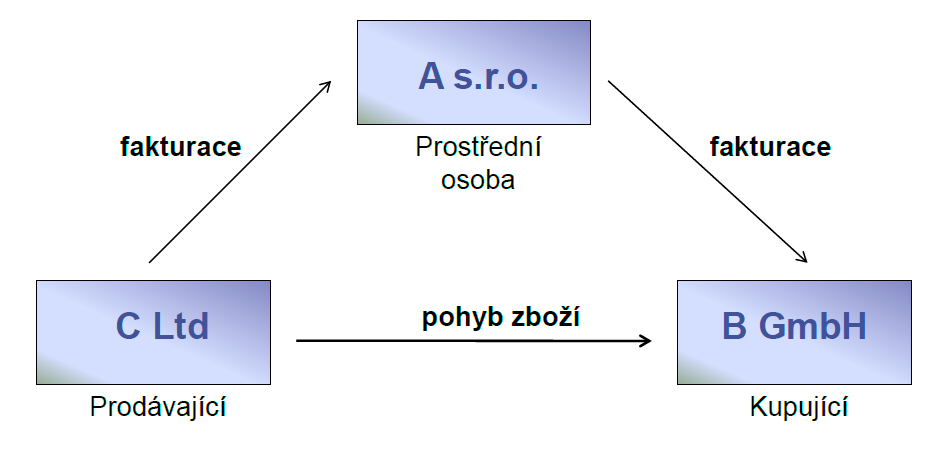 A s.r.o.
Prostřední
osoba
fakturace
fakturace
C Ltd
Prodávající
pohyb zboží
B GmbH
Kupující